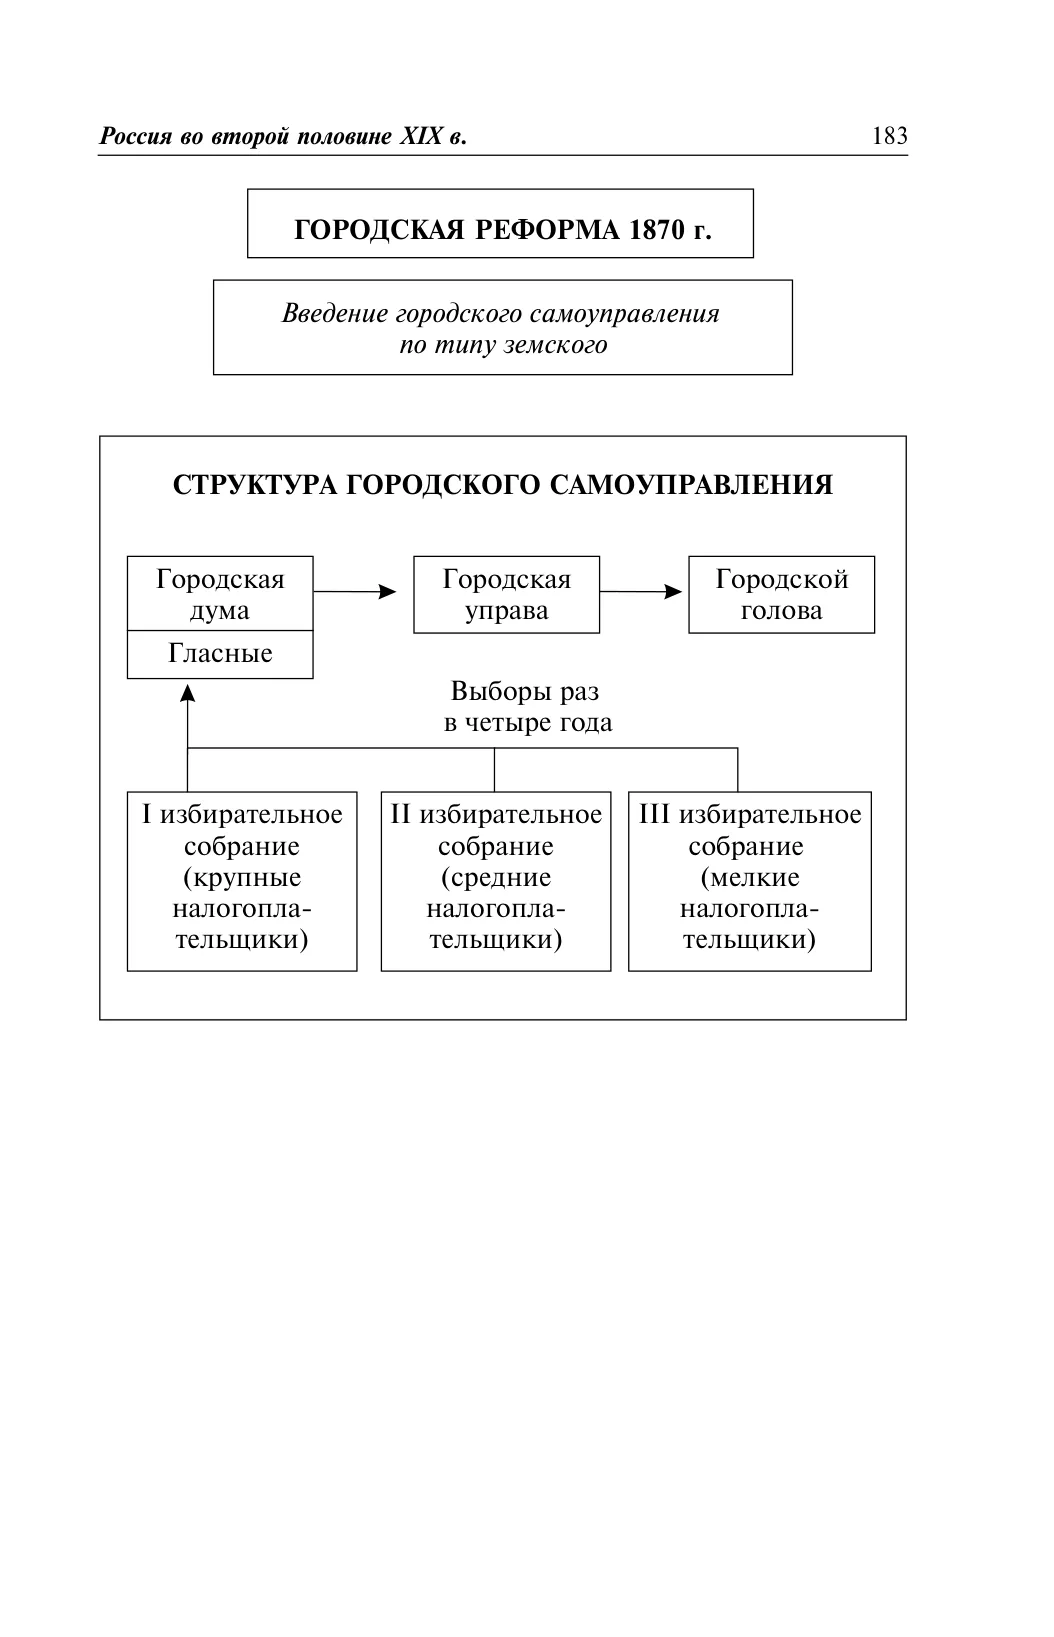 Россия во второй половине XIX в. 183
ГОРОДСКАЯ РЕФОРМА 1870 г.
Введение городского самоуправления
по типу земского
СТРУКТУРА ГОРОДСКОГО САМОУПРАВЛЕНИЯ
Городская
дума
Гласные
Городская
управа
Городской
голова
Выборы раз
в четыре года
I избирательное
собрание
(крупные
налогопла-
тельщики)
II избирательное
собрание
(средние
налогопла-
тельщики)
III избирательное
собрание
(мелкие
налогопла-
тельщики)